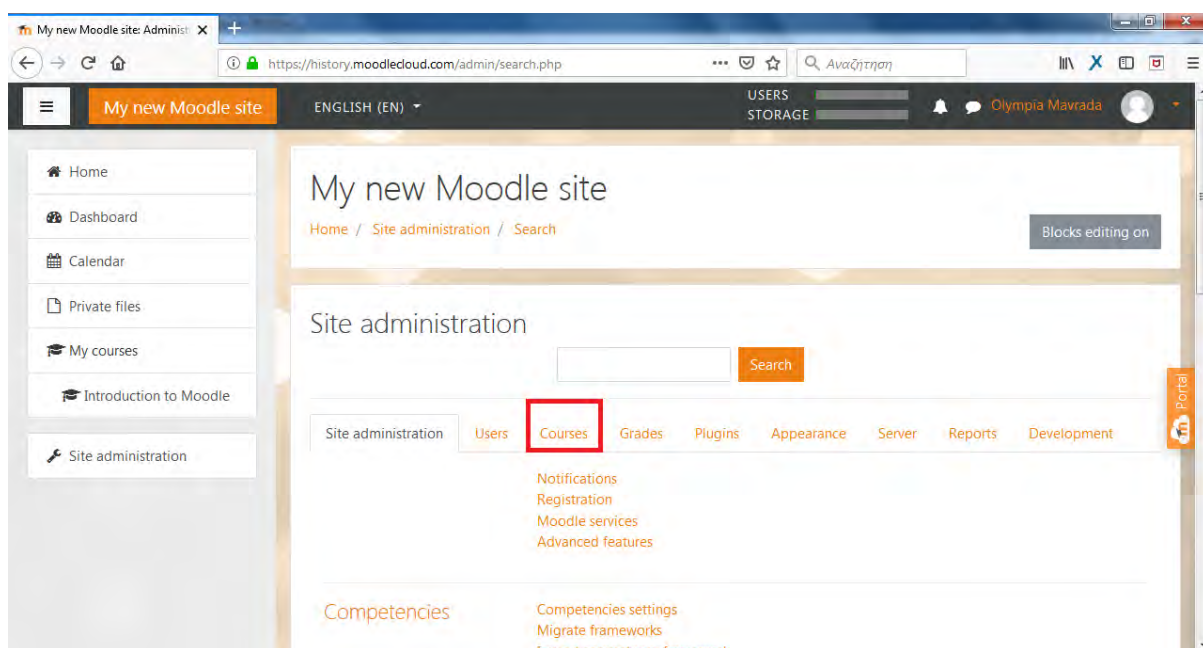 My new Moodle site: Administ
https://history.moodlecloud.com/admin/search.php
Αναζήτηση
My new Moodle site
ENGLISH (EN)
USERS
STORAGE
Olympia Mavrada
Home
Dashboard
Calendar
Private files
My courses
Introduction to Moodle
Site administration
My new Moodle site
Home / Site administration / Search
Blocks editing on
Site administration
Search
Portal
Site administration Users Courses Grades Plugins Appearance Server Reports Development
Notifications
Registration
Moodle services
Advanced features
Competencies
Competencies settings
Migrate frameworks